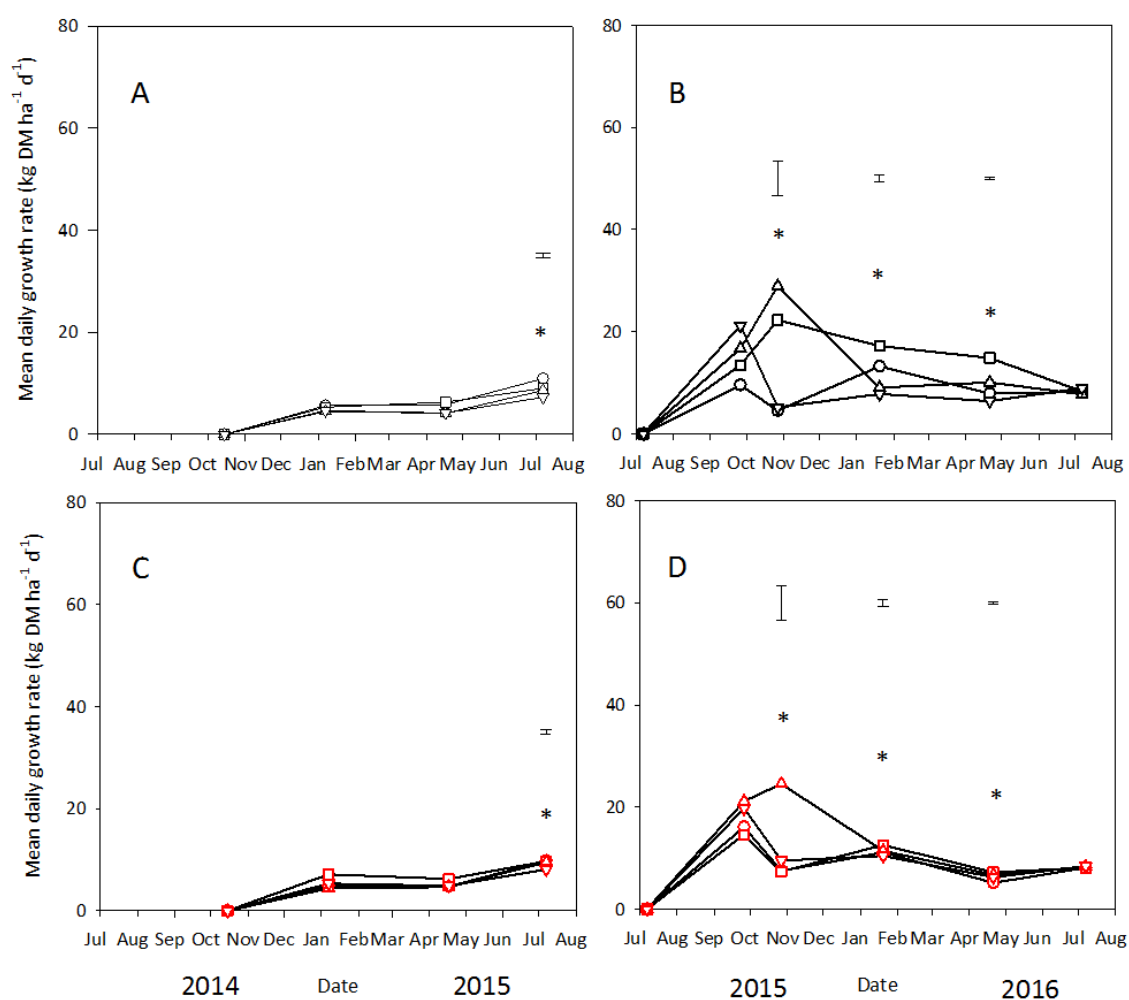 80
60
40
20
0
Mean daily growth rate (kg DM ha⁻¹ d⁻¹)
A
*
Jul Aug Sep Oct Nov Dec Jan Feb Mar Apr May Jun Jul Aug
80
60
40
20
0
B
*
*
*
Jul Aug Sep Oct Nov Dec Jan Feb Mar Apr May Jun Jul Aug
80
60
40
20
0
Mean daily growth rate (kg DM ha⁻¹ d⁻¹)
C
*
Jul Aug Sep Oct Nov Dec Jan Feb Mar Apr May Jun Jul Aug
2014 Date 2015
80
60
40
20
0
D
*
*
*
Jul Aug Sep Oct Nov Dec Jan Feb Mar Apr May Jun Jul Aug
2015 Date 2016